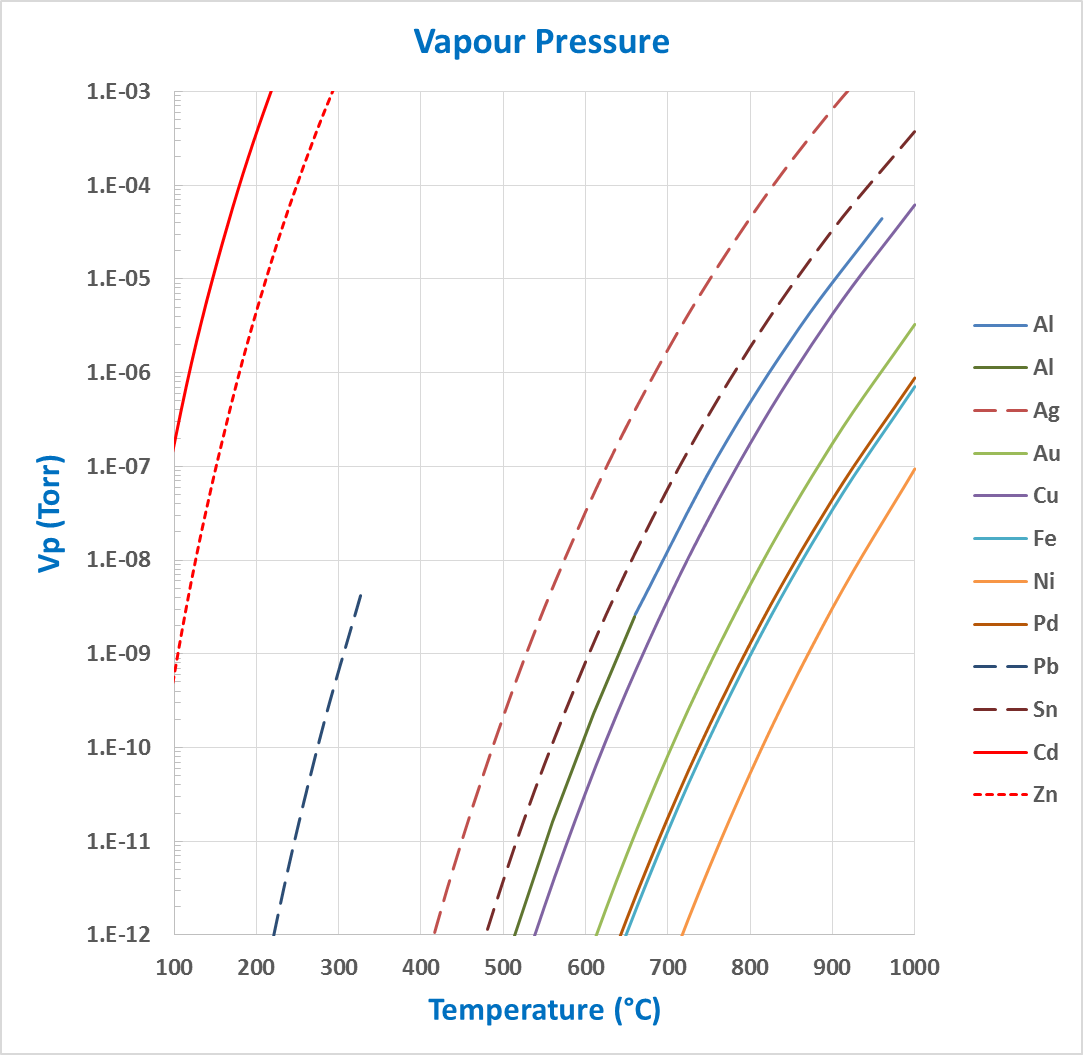 Vapour Pressure
1.E-03
1.E-04
1.E-05
1.E-06
1.E-07
1.E-08
1.E-09
1.E-10
1.E-11
1.E-12
Vp (Torr)
100 200 300 400 500 600 700 800 900 1000
Temperature (°C)
Al
Al
Ag
Au
Cu
Fe
Ni
Pd
Pb
Sn
Cd
Zn